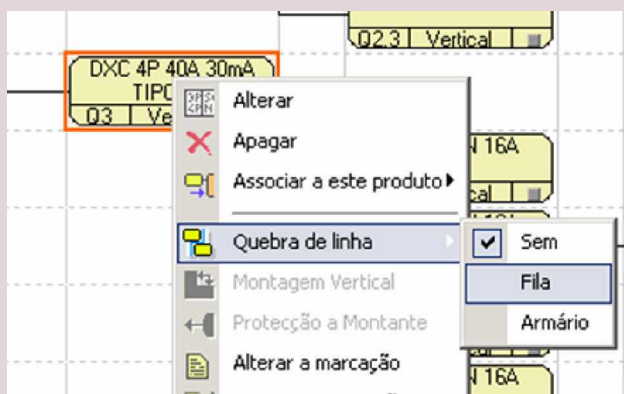 Q2.3 Vertical
DXC 4P 40A 30mA
TIPO
Q3 Ve
Alterar
Apagar
Associar a este produto
N 16A
Quebra de linha
Sem
Montagem Vertical
Fila
Protecção a Montante
Armário
Alterar a marcação
N 16A